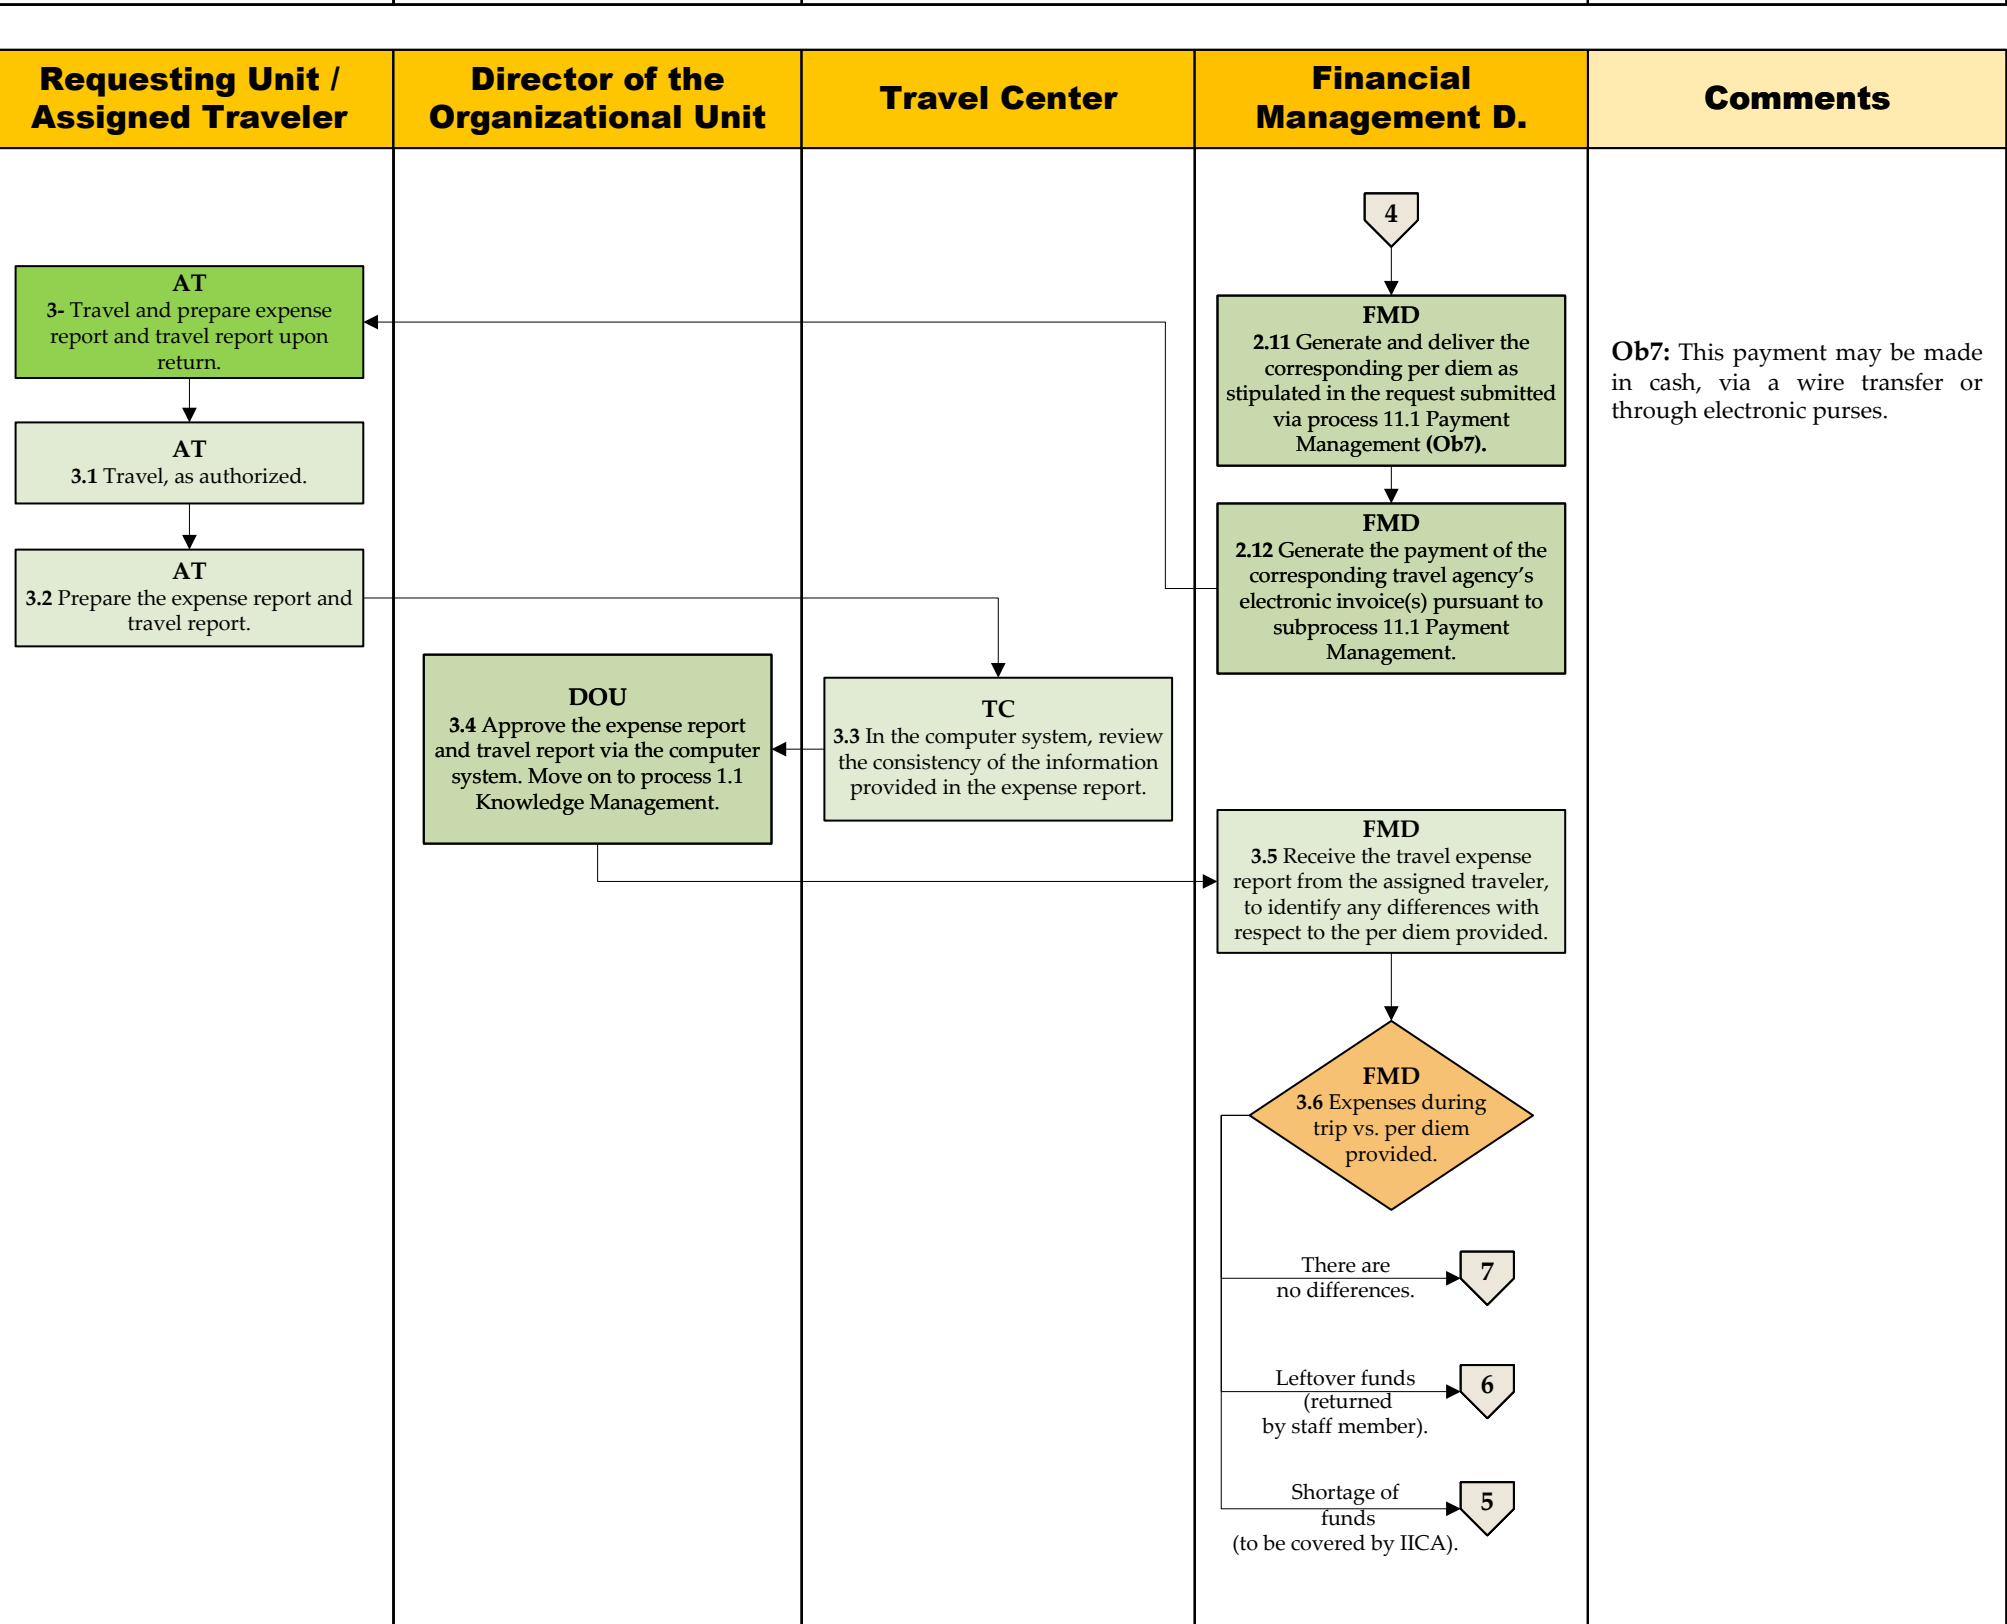 Requesting Unit /
Assigned Traveler
Director of the
Organizational Unit
Travel Center
Financial
Management D.
Comments
4
AT
3- Travel and prepare expense
report and travel report upon
return.
FMD
2.11 Generate and deliver the
corresponding per diem as
stipulated in the request submitted
via process 11.1 Payment
Management (Ob7).
Ob7: This payment may be made
in cash, via a wire transfer or
through electronic purses.
AT
3.1 Travel, as authorized.
FMD
2.12 Generate the payment of the
corresponding travel agency’s
electronic invoice(s) pursuant to
subprocess 11.1 Payment
Management.
AT
3.2 Prepare the expense report and
travel report.
TC
3.3 In the computer system, review
the consistency of the information
provided in the expense report.
DOU
3.4 Approve the expense report
and travel report via the computer
system. Move on to process 1.1
Knowledge Management.
FMD
3.5 Receive the travel expense
report from the assigned traveler,
to identify any differences with
respect to the per diem provided.
FMD
3.6 Expenses during
trip vs. per diem
provided.
There are
no differences.
7
Leftover funds
(returned
by staff member).
6
Shortage of
funds
(to be covered by IICA).
5